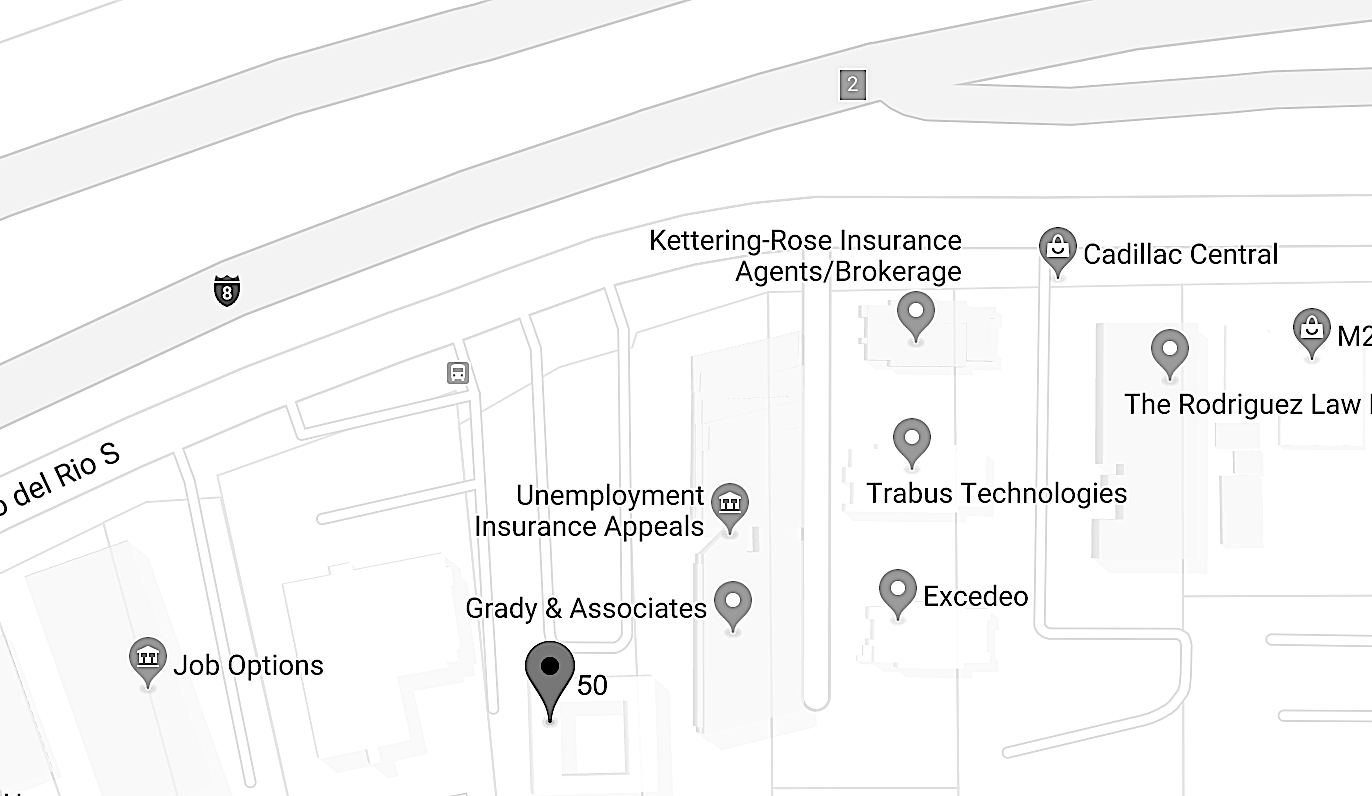 2
Kettering-Rose Insurance
Agents/Brokerage
Cadillac Central
8
M2
The Rodriguez Law
o del Rio S
Unemployment
Insurance Appeals
Trabus Technologies
Grady & Associates
Excedeo
Job Options
50